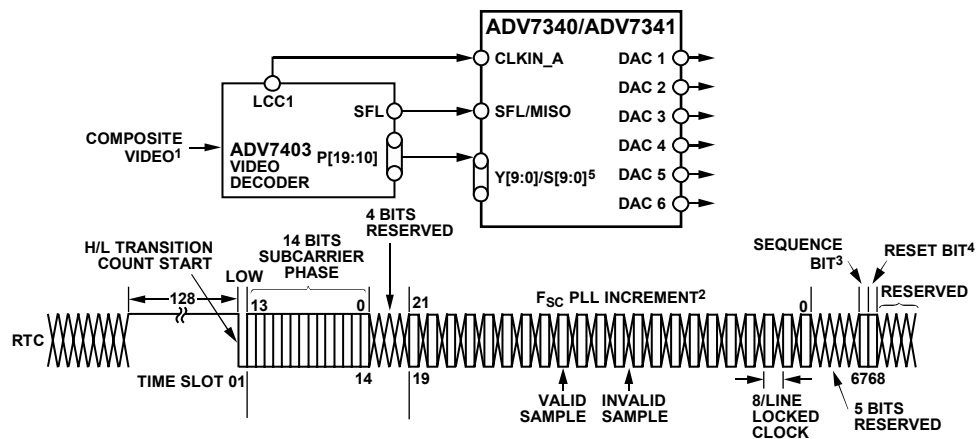 ADV7340/ADV7341
CLKIN_A
DAC 1
LCC1
DAC 2
SFL
SFL/MISO
DAC 3
COMPOSITE
VIDEO1
ADV7403
VIDEO
DECODER
P[19:10]
DAC 4
Y[9:0]/S[9:0]5
DAC 5
DAC 6
4 BITS
RESERVED
H/L TRANSITION
COUNT START
LOW
14 BITS
SUBCARRIER
PHASE
SEQUENCE
BIT3
RESET BIT4
RESERVED
128
13
0
21
FSC PLL INCREMENT2
0
RTC
TIME SLOT 01
14
19
6768
VALID
SAMPLE
INVALID
SAMPLE
8/LINE
LOCKED
CLOCK
5 BITS
RESERVED